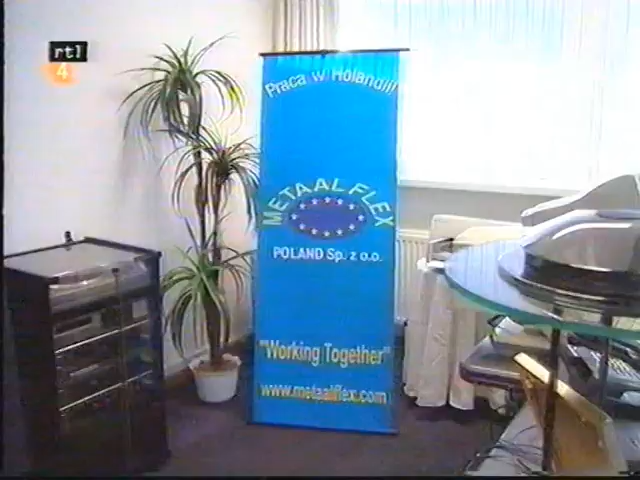 rtl
4
Praca w Holandii!
METAAL FLEX
POLAND Sp. z o.o.
"Working Together"
www.metaalflex.com